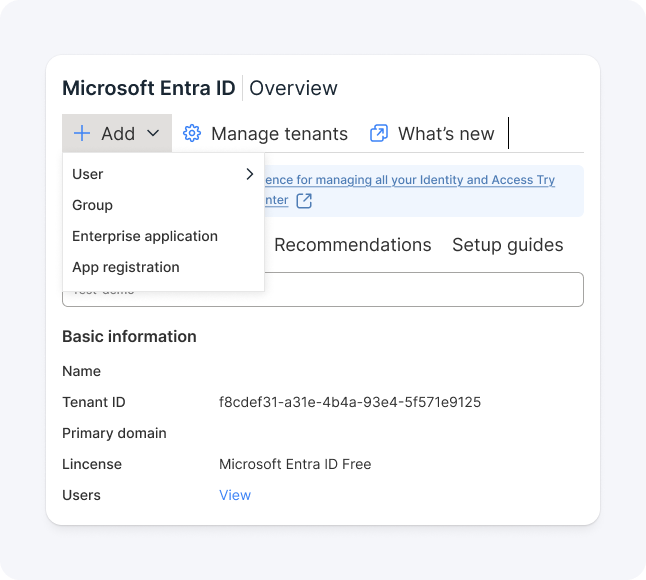 Microsoft Entra ID | Overview
Add Manage tenants What's new
User
ence for managing all your Identity and Access Try
Group
nter
Enterprise application
Recommendations Setup guides
App registration
Basic information
Name
Tenant ID f8cdef31-a31e-4b4a-93e4-5f571e9125
Primary domain
Lincense Microsoft Entra ID Free
Users View